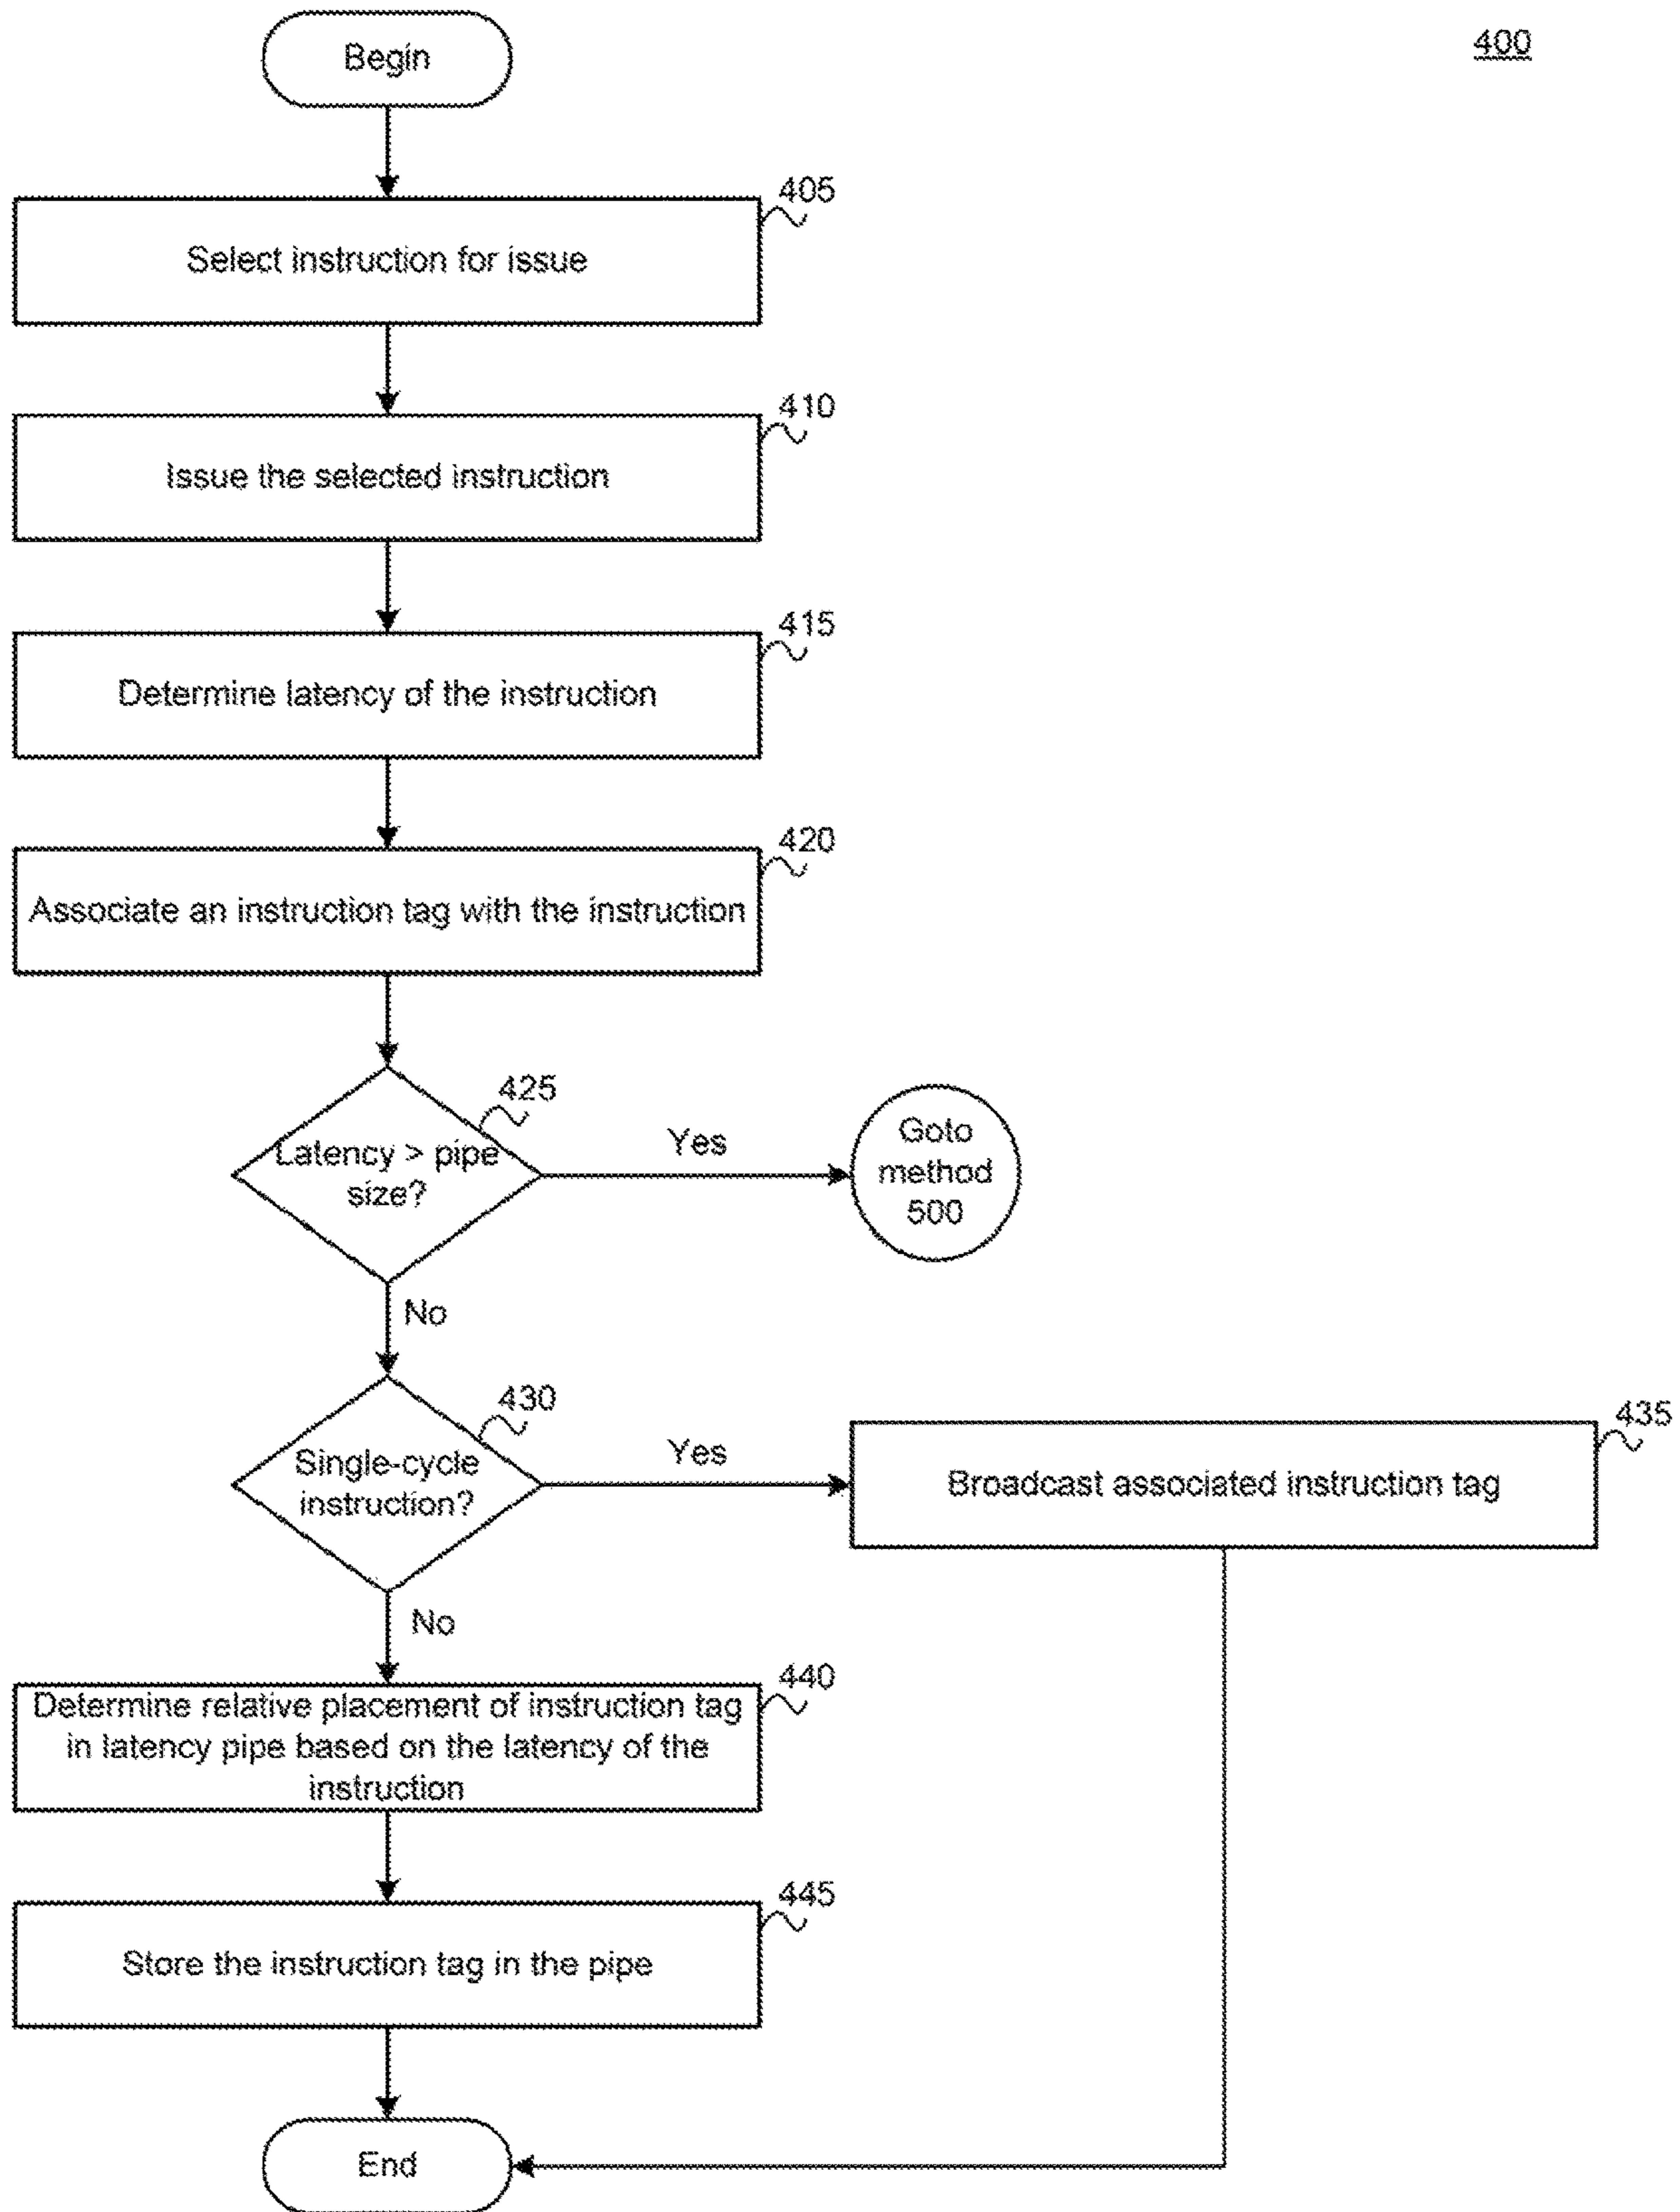 Begin
400
405
Select instruction for issue
410
Issue the selected instruction
415
Determine latency of the instruction
420
Associate an instruction tag with the instruction
425
Latency > pipe
size?
Yes
Goto
method
500
No
430
Single-cycle
instruction?
Yes
435
Broadcast associated instruction tag
No
440
Determine relative placement of instruction tag
in latency pipe based on the latency of the
instruction
445
Store the instruction tag in the pipe
End